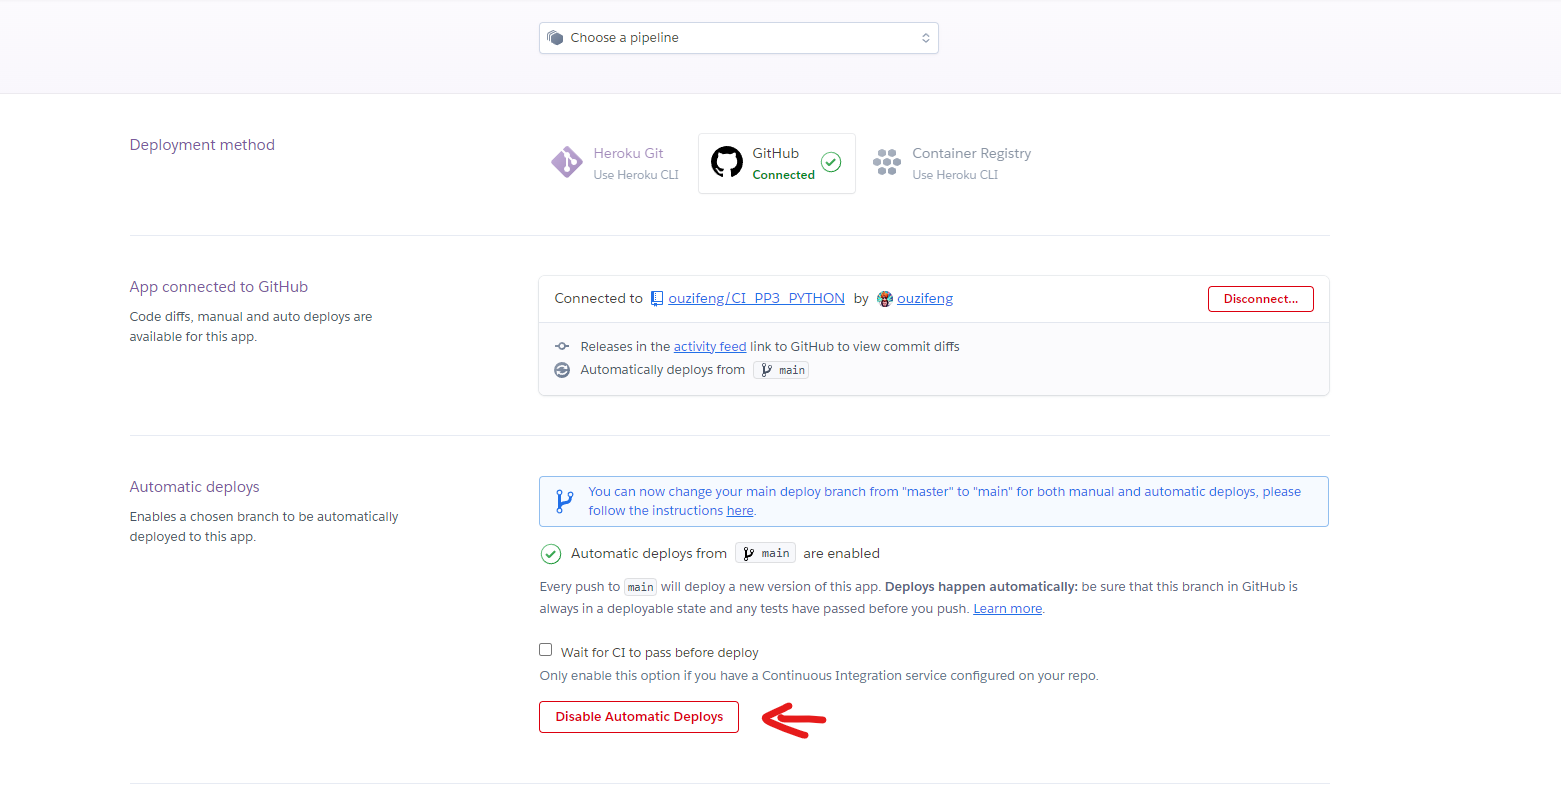 Choose a pipeline
Deployment method
Heroku Git
Use Heroku CLI
GitHub
Connected
Container Registry
Use Heroku CLI
App connected to GitHub
Code diffs, manual and auto deploys are
available for this app.
Connected to ouzifeng/CI_PP3_PYTHON by ouzifeng
Disconnect...
Releases in the activity feed link to GitHub to view commit diffs
Automatically deploys from main
Automatic deploys
Enables a chosen branch to be automatically
deployed to this app.
You can now change your main deploy branch from "master" to "main" for both manual and automatic deploys, please
follow the instructions here.
Automatic deploys from main are enabled
Every push to main will deploy a new version of this app. Deploys happen automatically: be sure that this branch in GitHub is
always in a deployable state and any tests have passed before you push. Learn more.
Wait for CI to pass before deploy
Only enable this option if you have a Continuous Integration service configured on your repo.
Disable Automatic Deploys